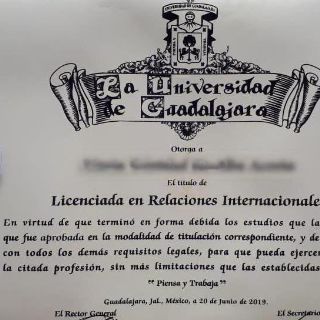 La Universidad
de Guadalajara
Otorga a
El título de
Licenciada en Relaciones Internacionale
En virtud de que terminó en forma debida los estudios que la
que fue aprobada en la modalidad de titulación correspondiente, y de
con todos los demás requisitos legales, para que pueda ejercer
la citada profesión, sin más limitaciones que las establecidas
" Piensa y Trabaja "
Guadalajara, Jal., México, a 20 de Junio de 2019.
El Rector General
El Secretario